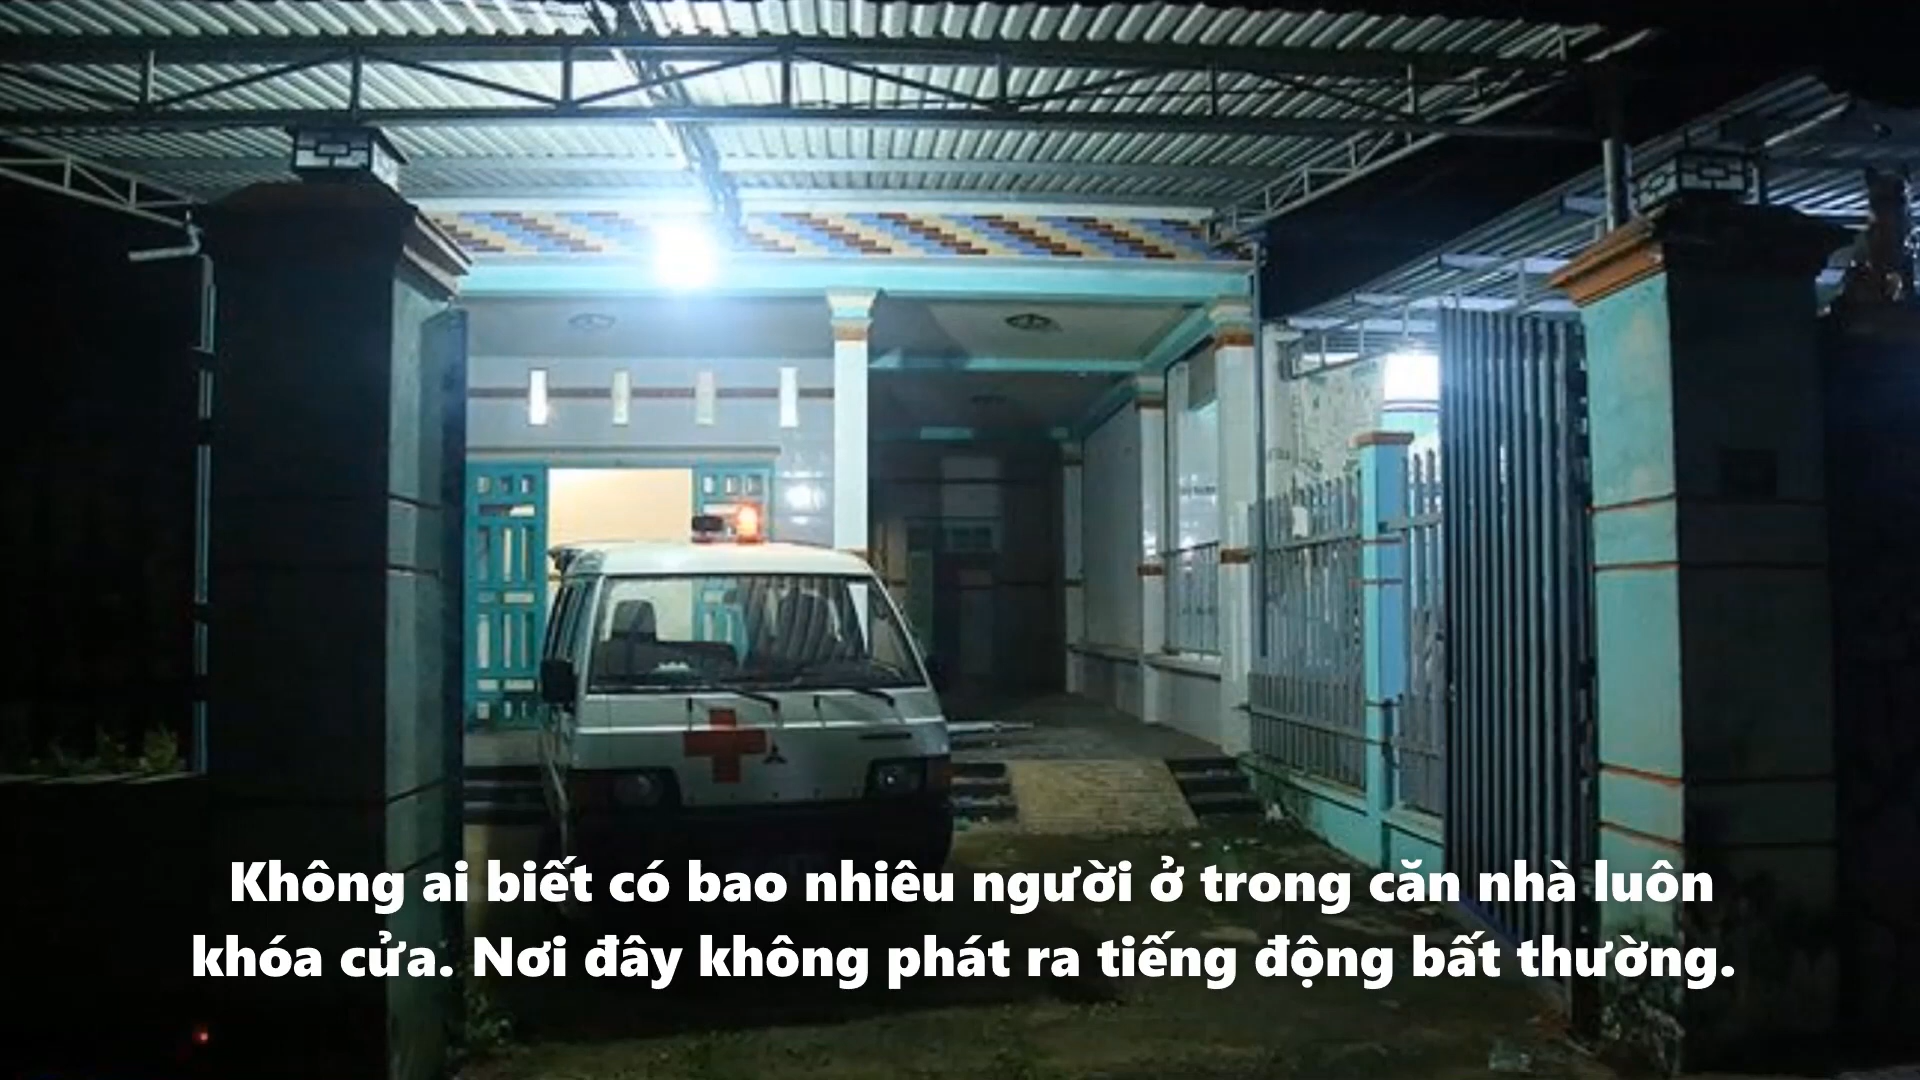 Không ai biết có bao nhiêu người ở trong căn nhà luôn
khóa cửa. Nơi đây không phát ra tiếng động bất thường.